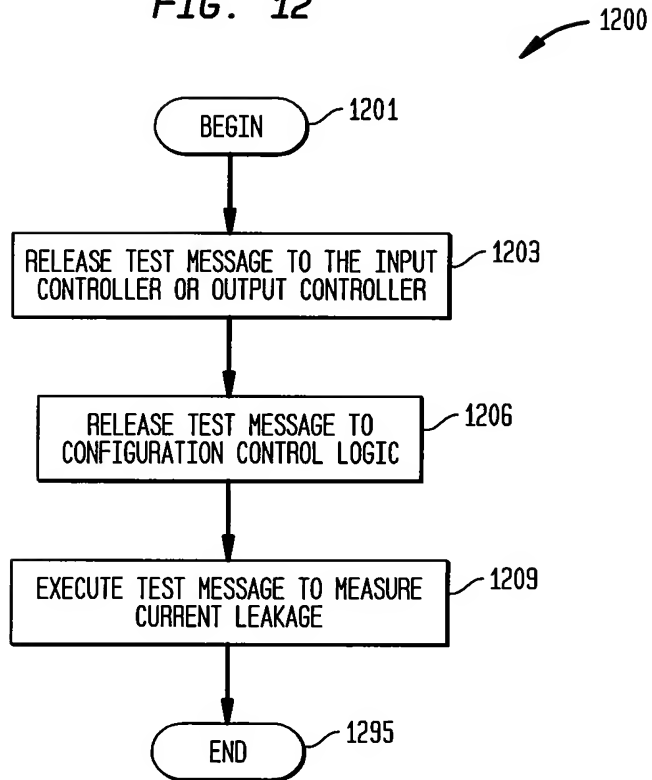 FIG. 12
1200
BEGIN
1201
RELEASE TEST MESSAGE TO THE INPUT
CONTROLLER OR OUTPUT CONTROLLER
1203
RELEASE TEST MESSAGE TO
CONFIGURATION CONTROL LOGIC
1206
EXECUTE TEST MESSAGE TO MEASURE
CURRENT LEAKAGE
1209
END
1295